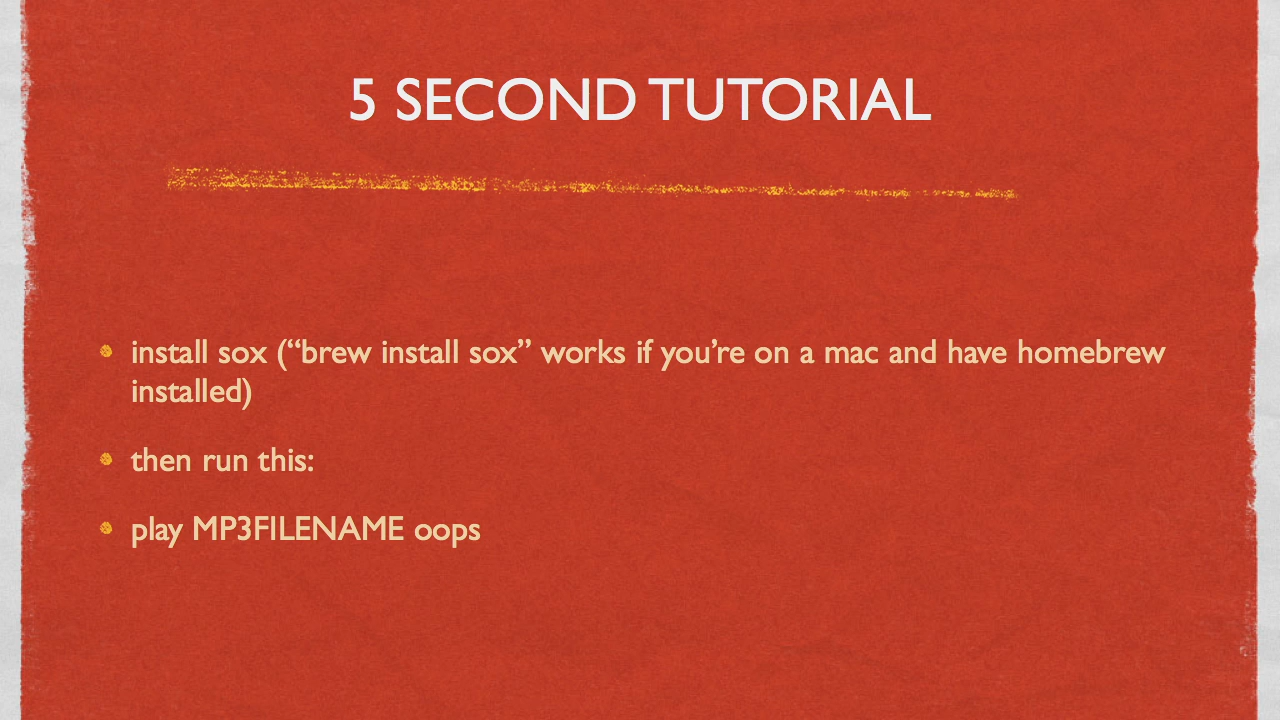 5 SECOND TUTORIAL
install sox (“brew install sox” works if you’re on a mac and have homebrew
installed)
then run this:
play MP3FILENAME oops